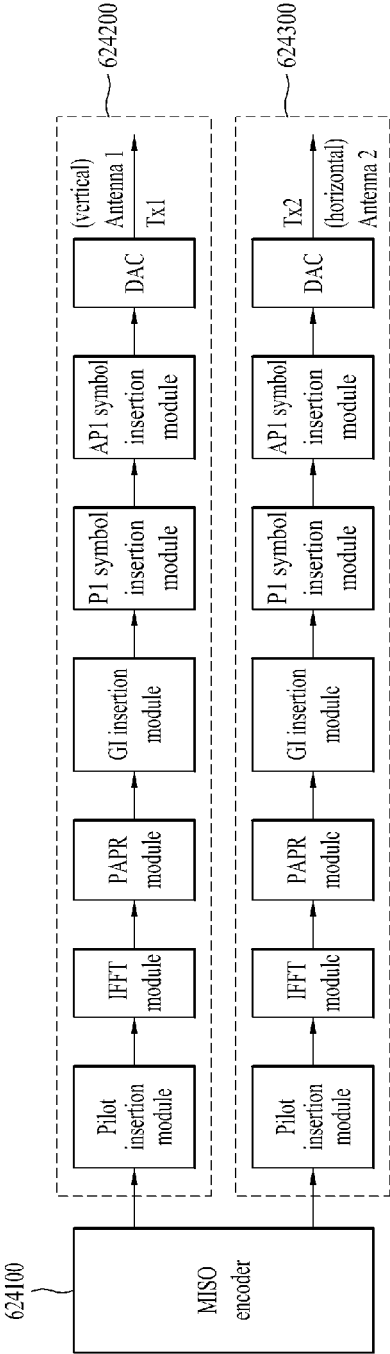 624100
MISO
encoder
624200
Pilot
insertion
module
IFFT
module
PAPR
module
GI insertion
module
P1 symbol
insertion
module
AP1 symbol
insertion
module
DAC
(vertical)
Antenna 1
Tx1
624300
Pilot
insertion
module
IFFT
module
PAPR
module
GI insertion
module
P1 symbol
insertion
module
AP1 symbol
insertion
module
DAC
Tx2
(horizontal)
Antenna 2